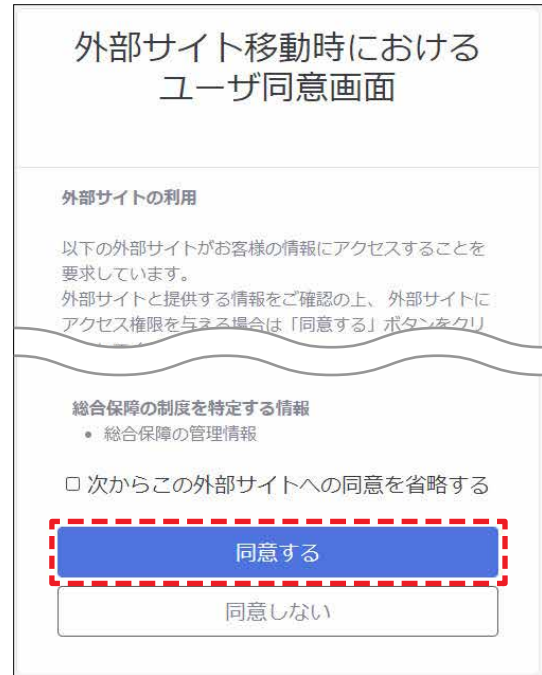 外部サイト移動時における
ユーザ同意画面
外部サイトの利用
以下の外部サイトがお客様の情報にアクセスすることを
要求しています。
外部サイトと提供する情報をご確認の上、 外部サイトに
アクセス権限を与える場合は「同意する」ボタンをクリ
総合保障の制度を特定する情報
• 総合保障の管理情報
次からこの外部サイトへの同意を省略する
同意する
同意しない